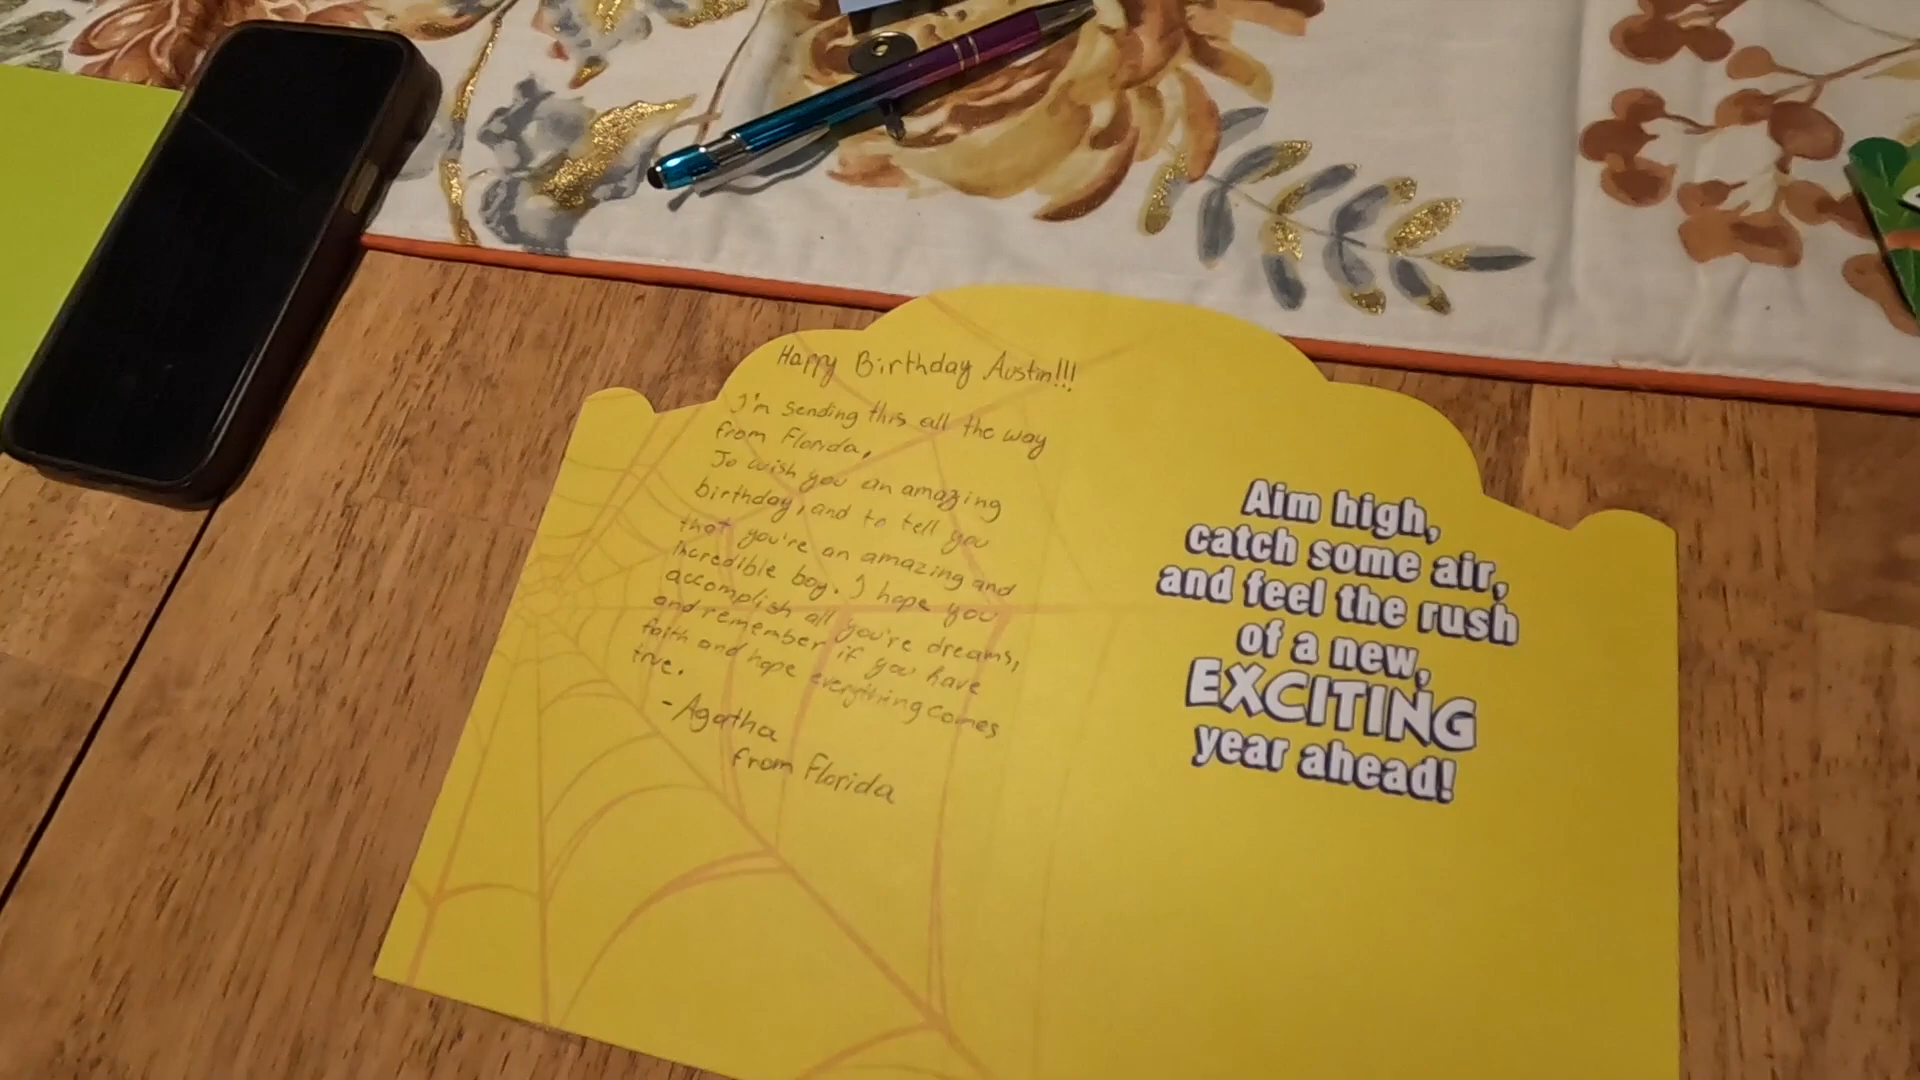 Happy Birthday Austin!!!
I'm sending this all the way
from Florida,
To wish you an amazing
birthday, and to tell you
that you're an amazing and
incredible boy. I hope you
accomplish all you're dreams,
and remember if you have
faith and hope everything comes
true.
- Agatha
from Florida
Aim high,
catch some air,
and feel the rush
of a new,
EXCITING
year ahead!